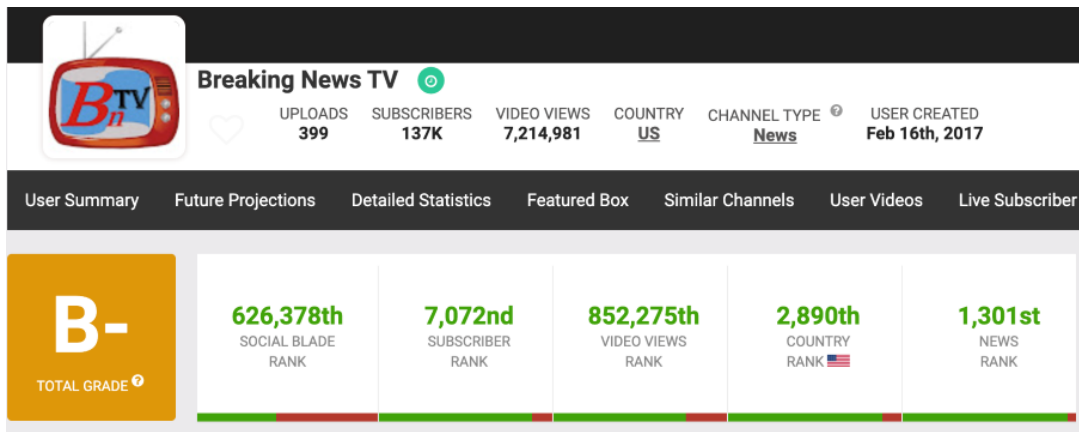 BnTV
Breaking News TV
UPLOADS SUBSCRIBERS VIDEO VIEWS COUNTRY CHANNEL TYPE ? USER CREATED
399 137K 7,214,981 US News Feb 16th, 2017
User Summary Future Projections Detailed Statistics Featured Box Similar Channels User Videos Live Subscriber
B-
TOTAL GRADE ?
626,378th 7,072nd 852,275th 2,890th 1,301st
SOCIAL BLADE SUBSCRIBER VIDEO VIEWS COUNTRY NEWS
RANK RANK RANK RANK RANK